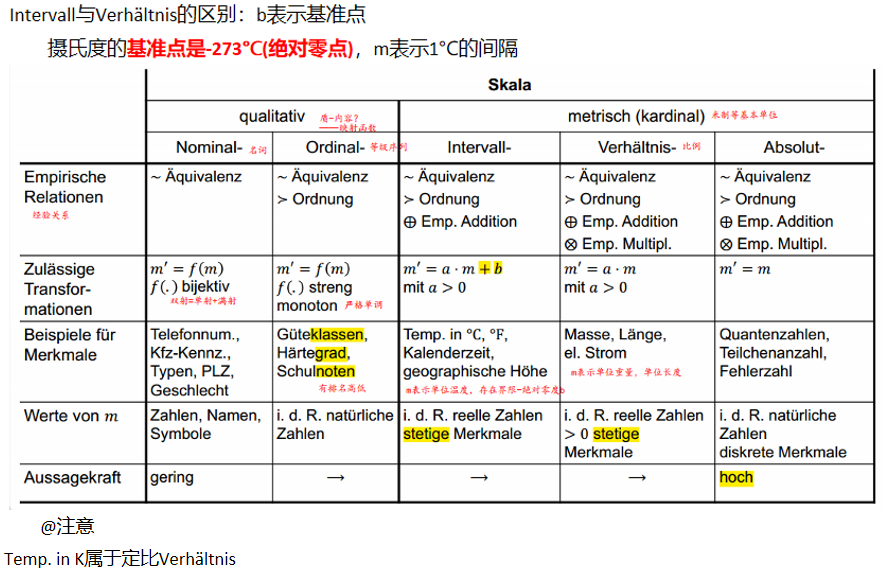 Intervall与Verhältnis的区别：b表示基准点
摄氏度的基准点是-273℃(绝对零点)，m表示1°C的间隔
Skala
qualitativ 质-内容？ ——映射函数
metrisch (kardinal) 米制等基本单位
Nominal- 名词
Ordinal- 等级序列
Intervall-
Verhältnis- 比例
Absolut-
Empirische
Relationen
经验关系
~ Äquivalenz
~ Äquivalenz
≻ Ordnung
~ Äquivalenz
≻ Ordnung
⊕ Emp. Addition
~ Äquivalenz
≻ Ordnung
⊕ Emp. Addition
⊗ Emp. Multipl.
~ Äquivalenz
≻ Ordnung
⊕ Emp. Addition
⊗ Emp. Multipl.
Zulässige
Transfor-
mationen
m′ = f(m)
f(.) bijektiv
双射=单射+满射
m′ = f(m)
f(.) streng
monoton 严格单调
m′ = a · m + b
mit a > 0
m′ = a · m
mit a > 0
m′ = m
Beispiele für
Merkmale
Telefonnum.,
Kfz-Kennz.,
Typen, PLZ,
Geschlecht
Güteklassen,
Härtegrad,
Schulnoten
有排名高低
Temp. in °C, °F,
Kalenderzeit,
geographische Höhe
m表示单位温度，存在界限-绝对零度b
Masse, Länge,
el. Strom
m表示单位重量，单位长度
Quantenzahlen,
Teilchenanzahl,
Fehlerzahl
Werte von m
Zahlen, Namen,
Symbole
i. d. R. natürliche
Zahlen
i. d. R. reelle Zahlen
stetige Merkmale
i. d. R. reelle Zahlen
> 0 stetige
Merkmale
i. d. R. natürliche
Zahlen
diskrete Merkmale
Aussagekraft
gering
→
→
→
hoch
@注意
Temp. in K属于定比Verhältnis